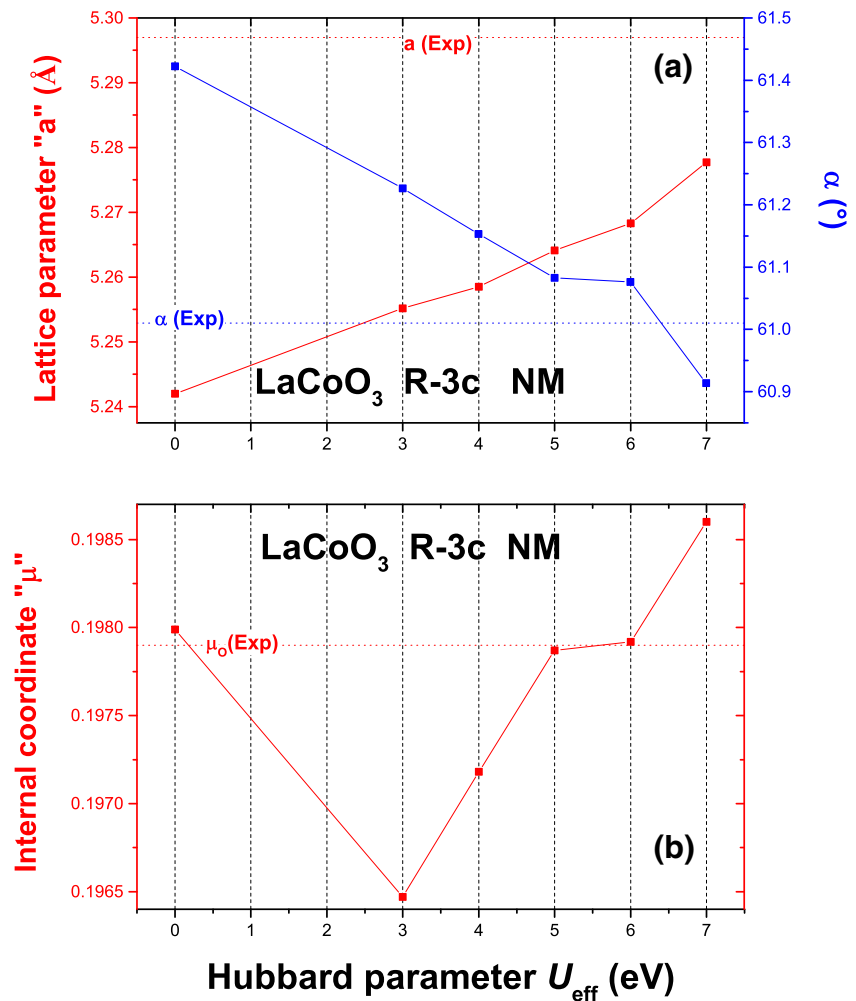 5.30
5.29
5.28
5.27
5.26
5.25
5.24
Lattice parameter "a" (Å)
a (Exp)
(a)
α (Exp)
LaCoO3 R-3c NM
61.5
61.4
61.3
61.2
61.1
61.0
60.9
α (°)
0 1 2 3 4 5 6 7
0.1985
0.1980
0.1975
0.1970
0.1965
Internal coordinate "μ"
LaCoO3 R-3c NM
μo(Exp)
(b)
0 1 2 3 4 5 6 7
Hubbard parameter Ueff (eV)